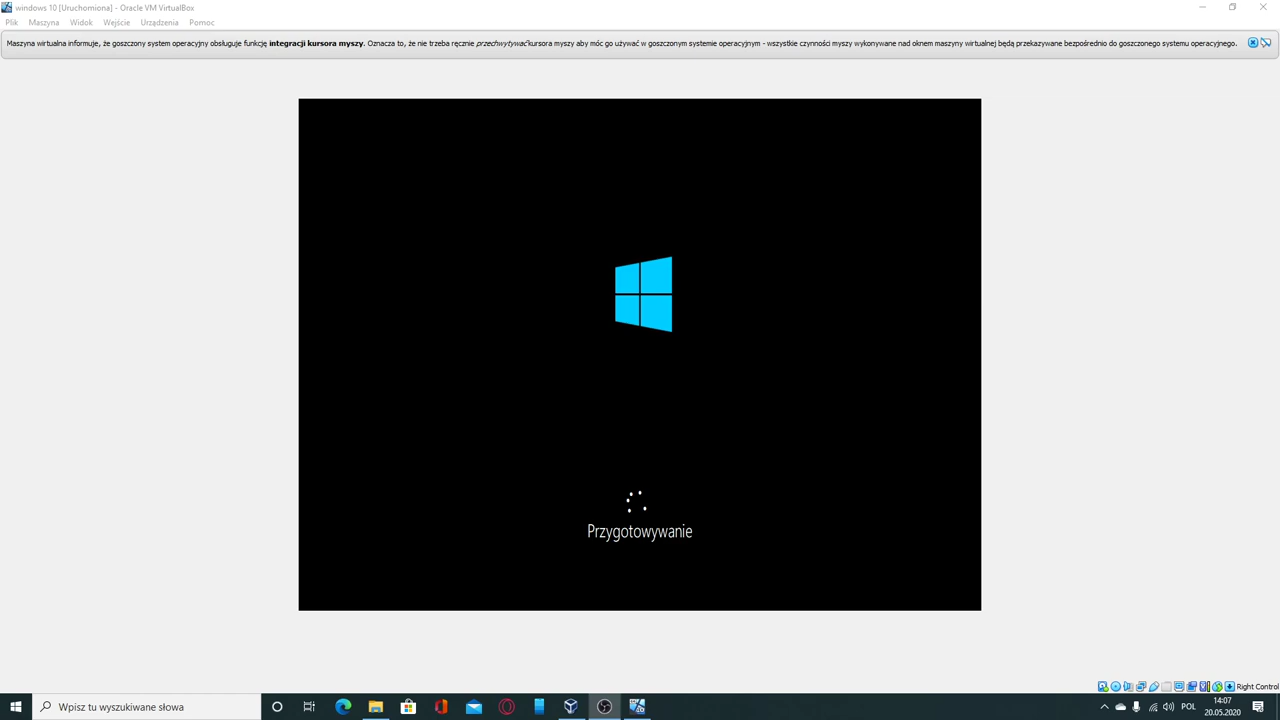 windows 10 [Uruchomiona] - Oracle VM VirtualBox
Plik Maszyna Widok Wejście Urządzenia Pomoc
Maszyna wirtualna informuje, że goszczony system operacyjny obsługuje funkcję integracji kursora myszy. Oznacza to, że nie trzeba ręcznie przechwytywać kursora myszy aby móc go używać w goszczonym systemie operacyjnym - wszystkie czynności myszy wykonywane nad oknem maszyny wirtualnej będą przekazywane bezpośrednio do goszczonego systemu operacyjnego.
Przygotowywanie
Right Control
Wpisz tu wyszukiwane słowa
POL
14:07
20.05.2020